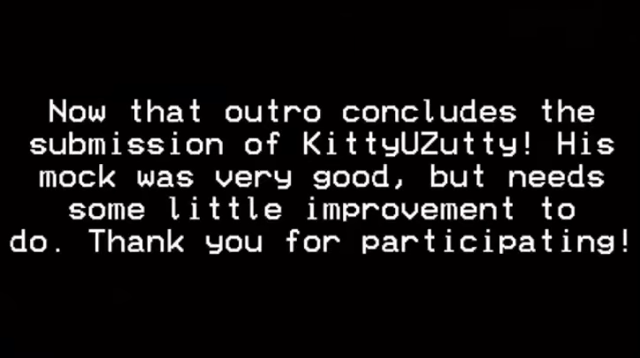 Now that outro concludes the
submission of KittyUZutty! His
mock was very good, but needs
some little improvement to
do. Thank you for participating!